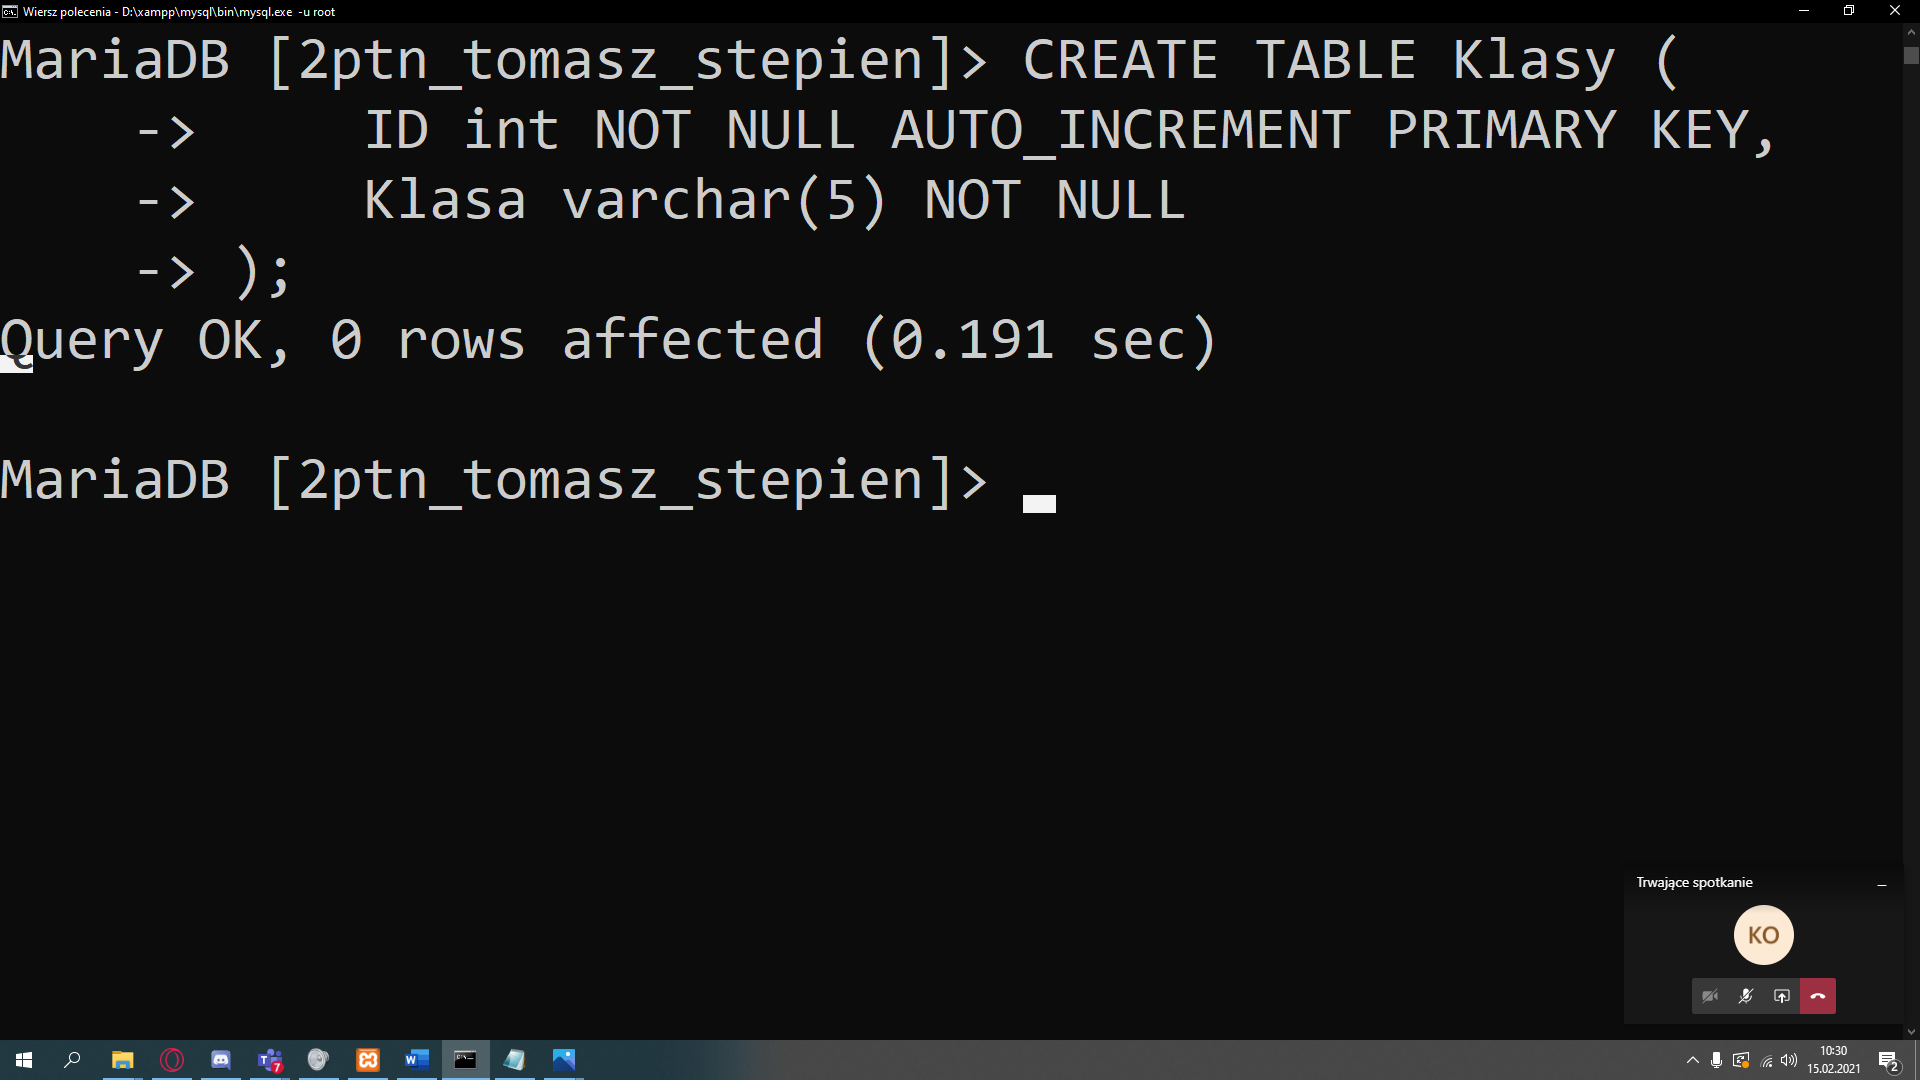 Wiersz polecenia - D:\xampp\mysql\bin\mysql.exe -u root
MariaDB [2ptn_tomasz_stepien]> CREATE TABLE Klasy (
    ->     ID int NOT NULL AUTO_INCREMENT PRIMARY KEY,
    ->     Klasa varchar(5) NOT NULL
    -> );
Query OK, 0 rows affected (0.191 sec)
MariaDB [2ptn_tomasz_stepien]>
Trwające spotkanie
KO
7
10:30
15.02.2021
2